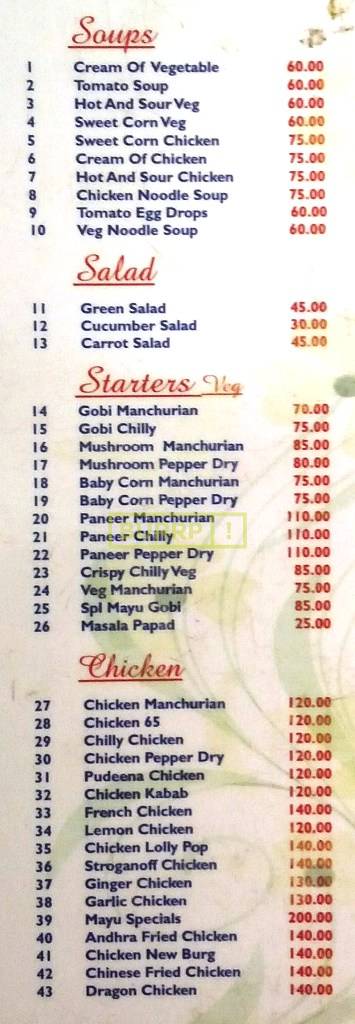 Soups
1 Cream Of Vegetable 60.00
2 Tomato Soup 60.00
3 Hot And Sour Veg 60.00
4 Sweet Corn Veg 60.00
5 Sweet Corn Chicken 75.00
6 Cream Of Chicken 75.00
7 Hot And Sour Chicken 75.00
8 Chicken Noodle Soup 75.00
9 Tomato Egg Drops 60.00
10 Veg Noodle Soup 60.00
Salad
11 Green Salad 45.00
12 Cucumber Salad 30.00
13 Carrot Salad 45.00
Starters Veg
14 Gobi Manchurian 70.00
15 Gobi Chilly 75.00
16 Mushroom Manchurian 85.00
17 Mushroom Pepper Dry 80.00
18 Baby Corn Manchurian 75.00
19 Baby Corn Pepper Dry 75.00
20 Paneer Manchurian 110.00
21 Paneer Chilly 110.00
22 Paneer Pepper Dry 110.00
23 Crispy Chilly Veg 85.00
24 Veg Manchurian 75.00
25 Spl Mayu Gobi 85.00
26 Masala Papad 25.00
Chicken
27 Chicken Manchurian 120.00
28 Chicken 65 120.00
29 Chilly Chicken 120.00
30 Chicken Pepper Dry 120.00
31 Pudeena Chicken 120.00
32 Chicken Kabab 120.00
33 French Chicken 140.00
34 Lemon Chicken 120.00
35 Chicken Lolly Pop 140.00
36 Stroganoff Chicken 140.00
37 Ginger Chicken 130.00
38 Garlic Chicken 130.00
39 Mayu Specials 200.00
40 Andhra Fried Chicken 140.00
41 Chicken New Burg 140.00
42 Chinese Fried Chicken 140.00
43 Dragon Chicken 140.00